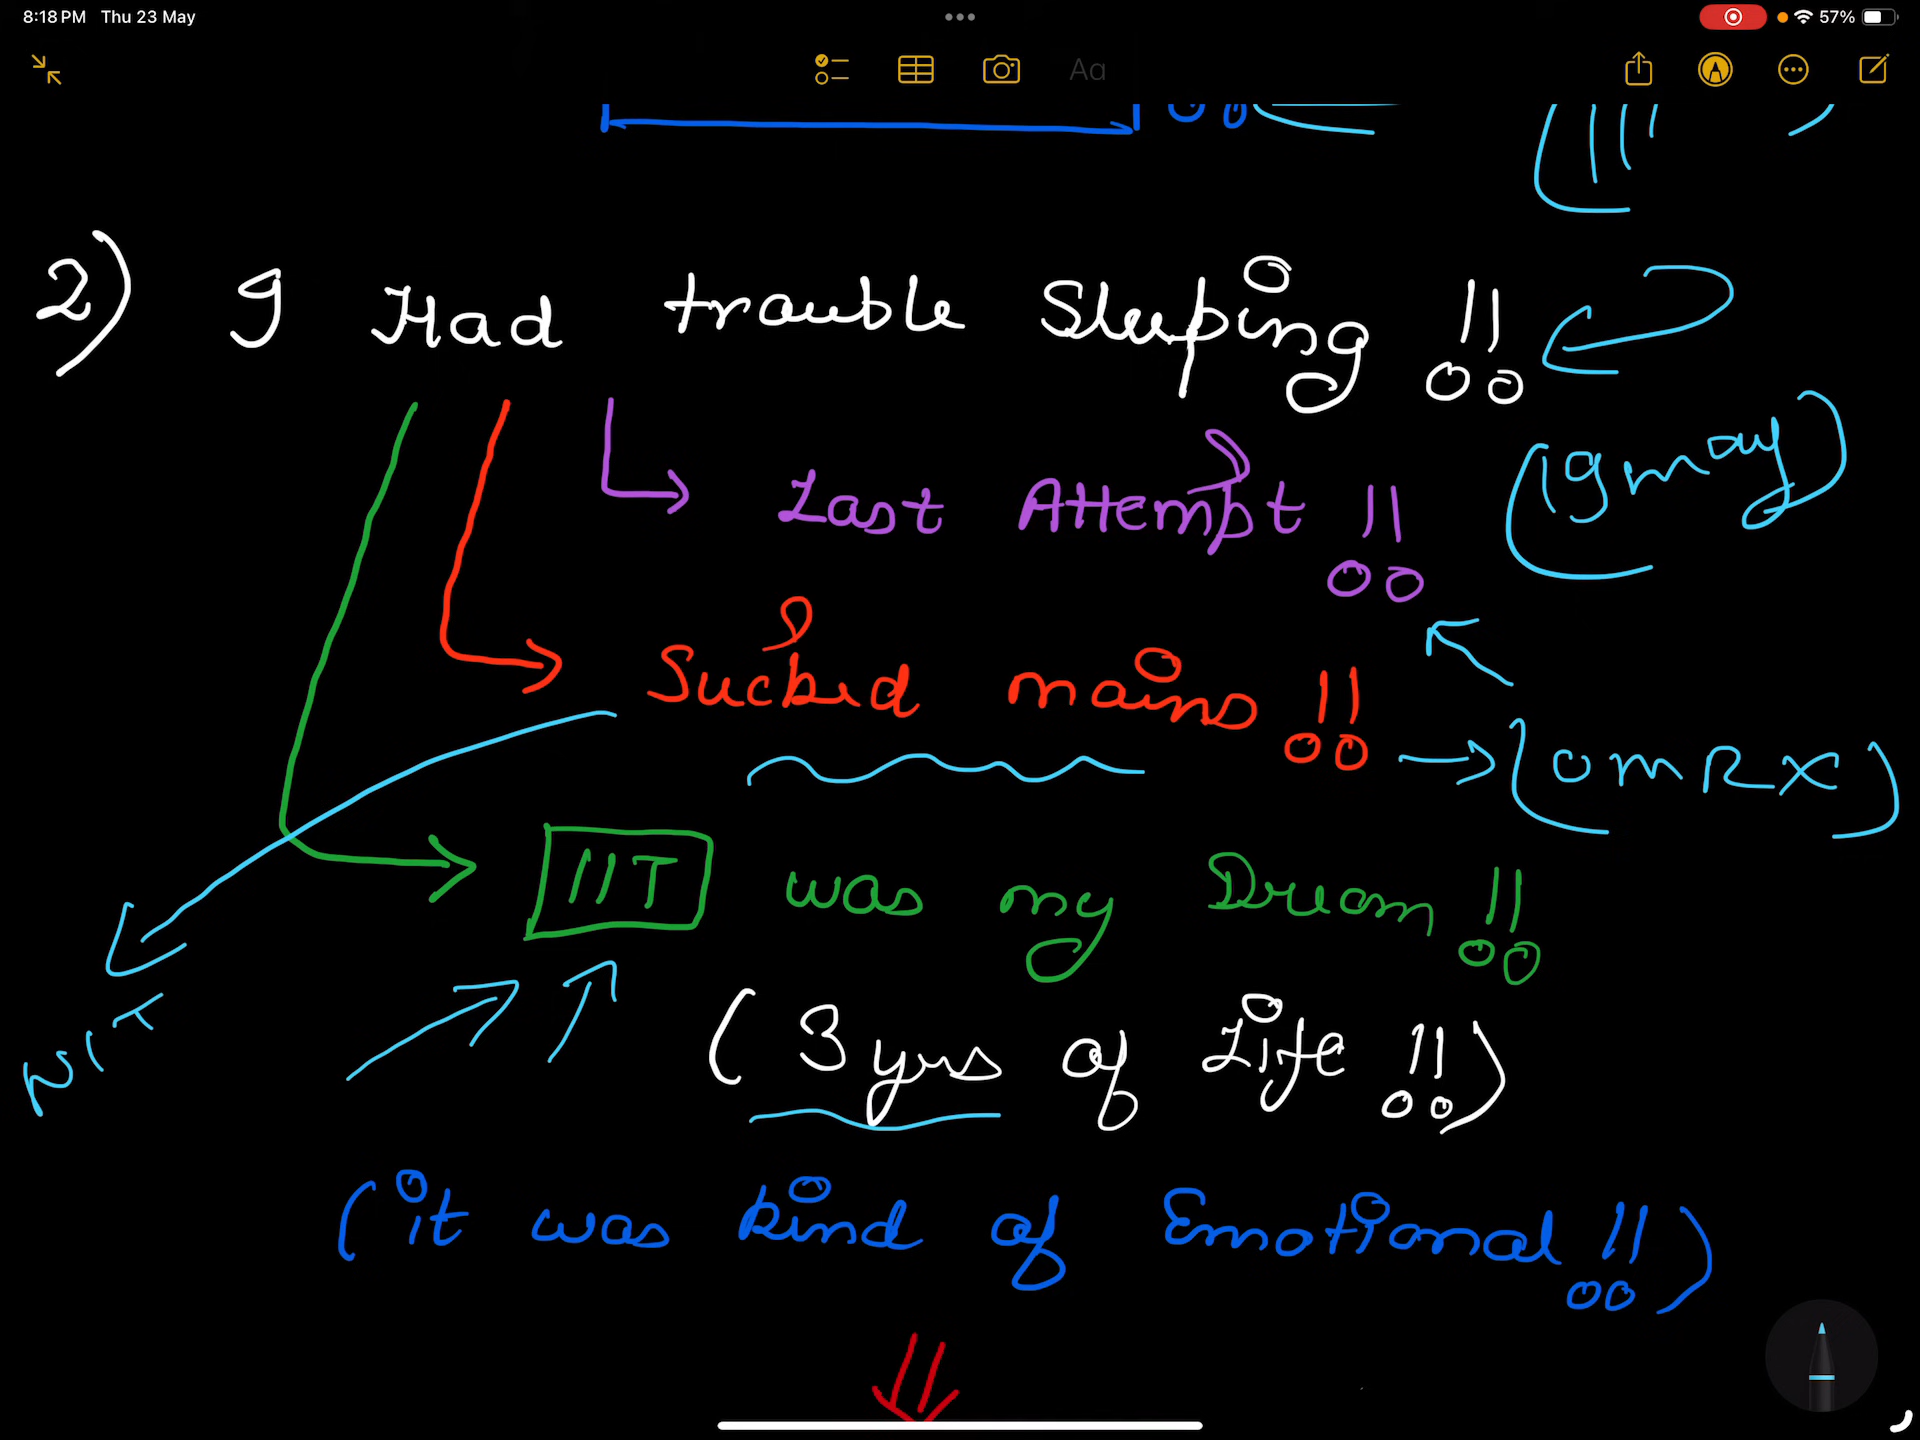 8:18 PM Thu 23 May
57%
Aa
2) I Had trouble Sleeping !!
Last Attempt !!
(19 may)
Sucked mains !! → (OMRX)
IIT was my Dream !!
NIT
(3 yrs of Life !!)
(it was kind of Emotional !!)